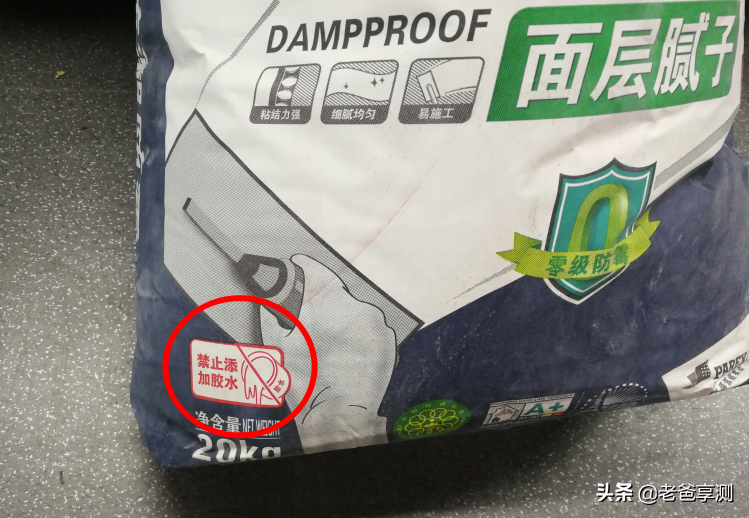 DAMPPROOF
面层腻子
粘结力强
细腻均匀
易施工
零级防霉
禁止添
加胶水
胶水
净含量 NET WEIGHT
20kg
A+
头条 @老爸享测